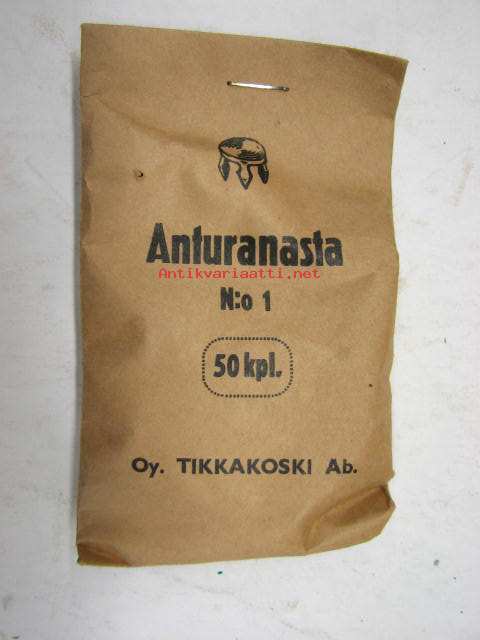 Anturanasta
Antikvariaatti.net
N:o 1
50 kpl.
Oy. TIKKAKOSKI Ab.